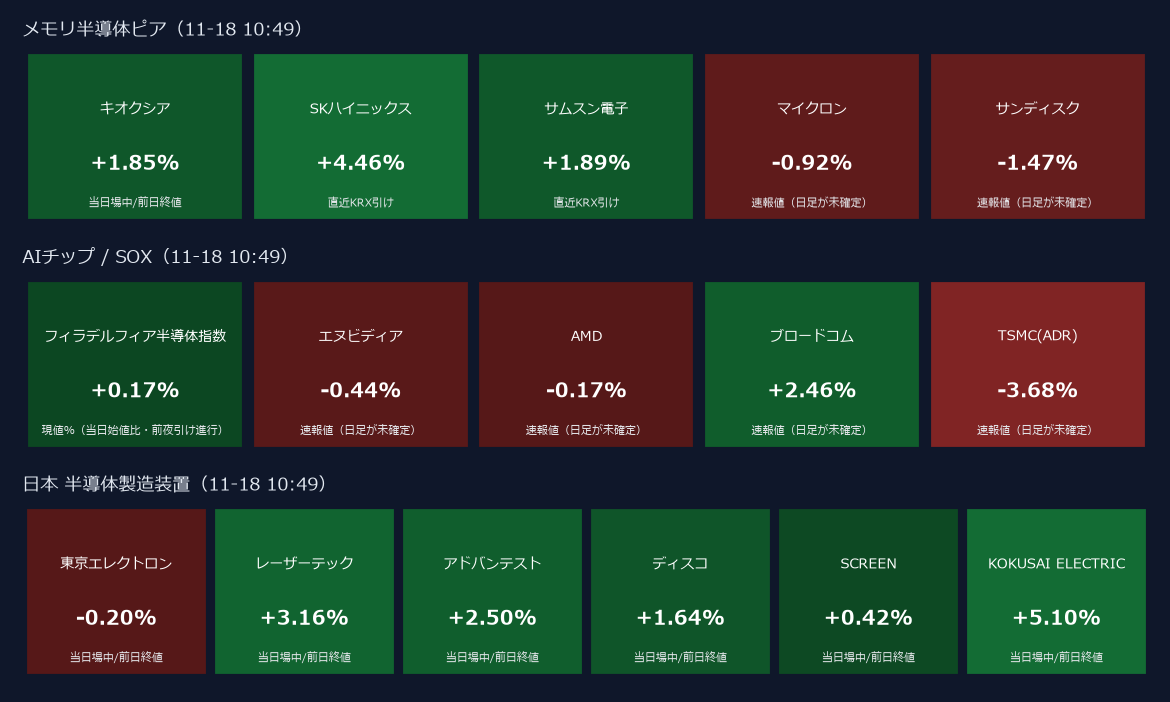 メモリ半導体ピア（11-18 10:49）
キオクシア
+1.85%
当日場中/前日終値
SKハイニックス
+4.46%
直近KRX引け
サムスン電子
+1.89%
直近KRX引け
マイクロン
-0.92%
速報値（日足が未確定）
サンディスク
-1.47%
速報値（日足が未確定）
AIチップ / SOX（11-18 10:49）
フィラデルフィア半導体指数
+0.17%
現値%（当日始値比・前夜引け進行）
エヌビディア
-0.44%
速報値（日足が未確定）
AMD
-0.17%
速報値（日足が未確定）
ブロードコム
+2.46%
速報値（日足が未確定）
TSMC(ADR)
-3.68%
速報値（日足が未確定）
日本 半導体製造装置（11-18 10:49）
東京エレクトロン
-0.20%
当日場中/前日終値
レーザーテック
+3.16%
当日場中/前日終値
アドバンテスト
+2.50%
当日場中/前日終値
ディスコ
+1.64%
当日場中/前日終値
SCREEN
+0.42%
当日場中/前日終値
KOKUSAI ELECTRIC
+5.10%
当日場中/前日終値